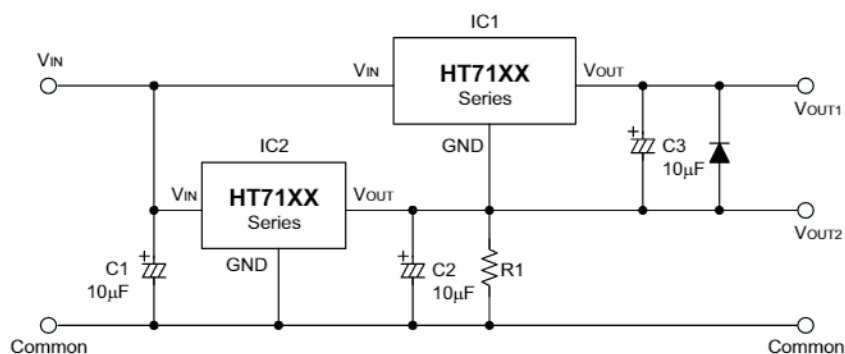 IC1
VIN
VIN
HT71XX
Series
VOUT
VOUT1
GND
C3
10µF
IC2
VIN
HT71XX
Series
VOUT
VOUT2
GND
C1
10µF
C2
10µF
R1
Common
Common